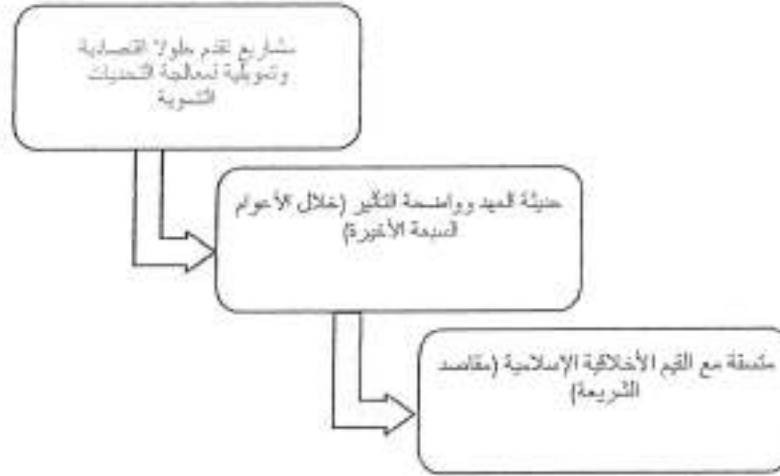 مشاريع تقدم حلولا اقتصادية
وتمويلية لمعالجة التحديات
التنموية
حديثة العهد وواضحة التأثير (خلال الأعوام
السبعة الأخيرة)
متسقة مع القيم الأخلاقية الإسلامية (مقاصد
الشريعة)